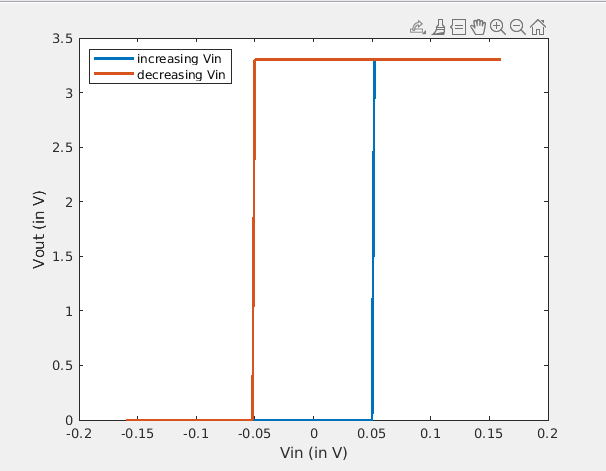 3.5
increasing Vin
decreasing Vin
3
2.5
2
1.5
1
0.5
0
Vout (in V)
-0.2 -0.15 -0.1 -0.05 0 0.05 0.1 0.15 0.2
Vin (in V)